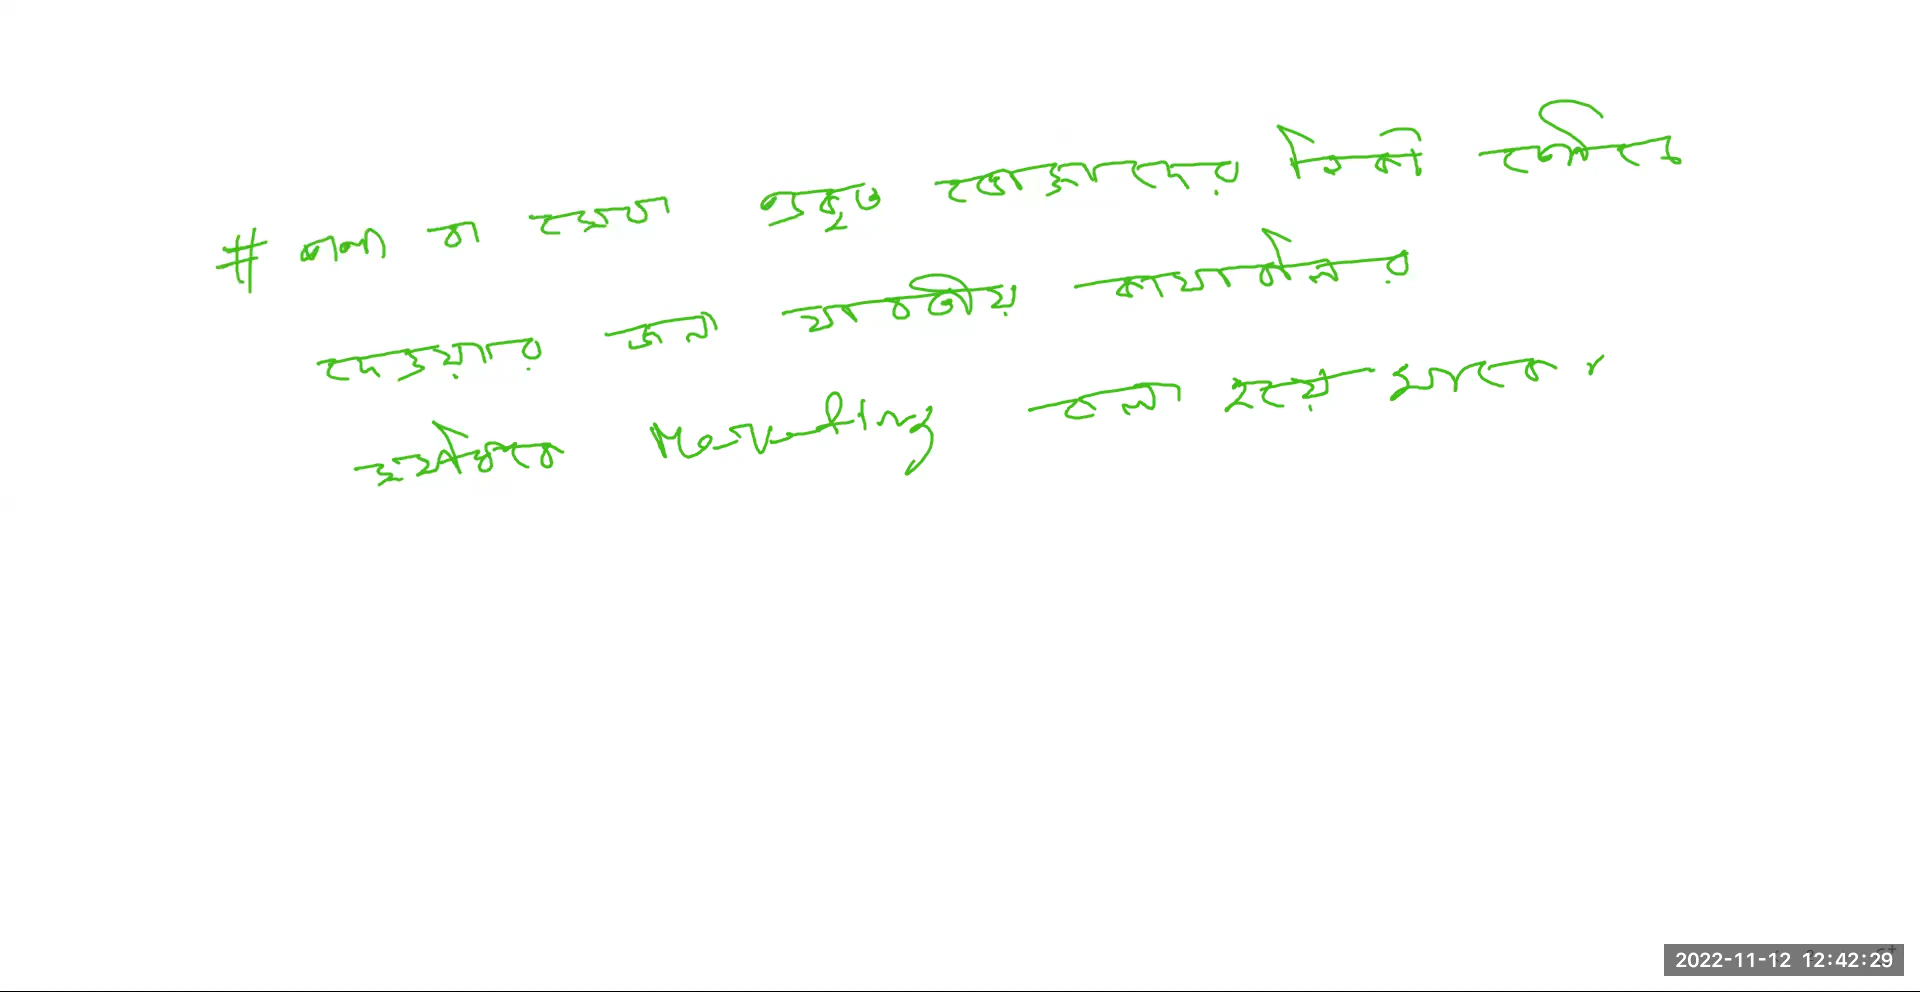 # পণ্য বা সেবা প্রকৃত ভোক্তাদের নিকট পৌঁছে
দেওয়ার জন্য যাবতীয় কার্যাবলির
সমষ্টিকে Marketing বলা হয়ে থাকে।
2022-11-12 12:42:29